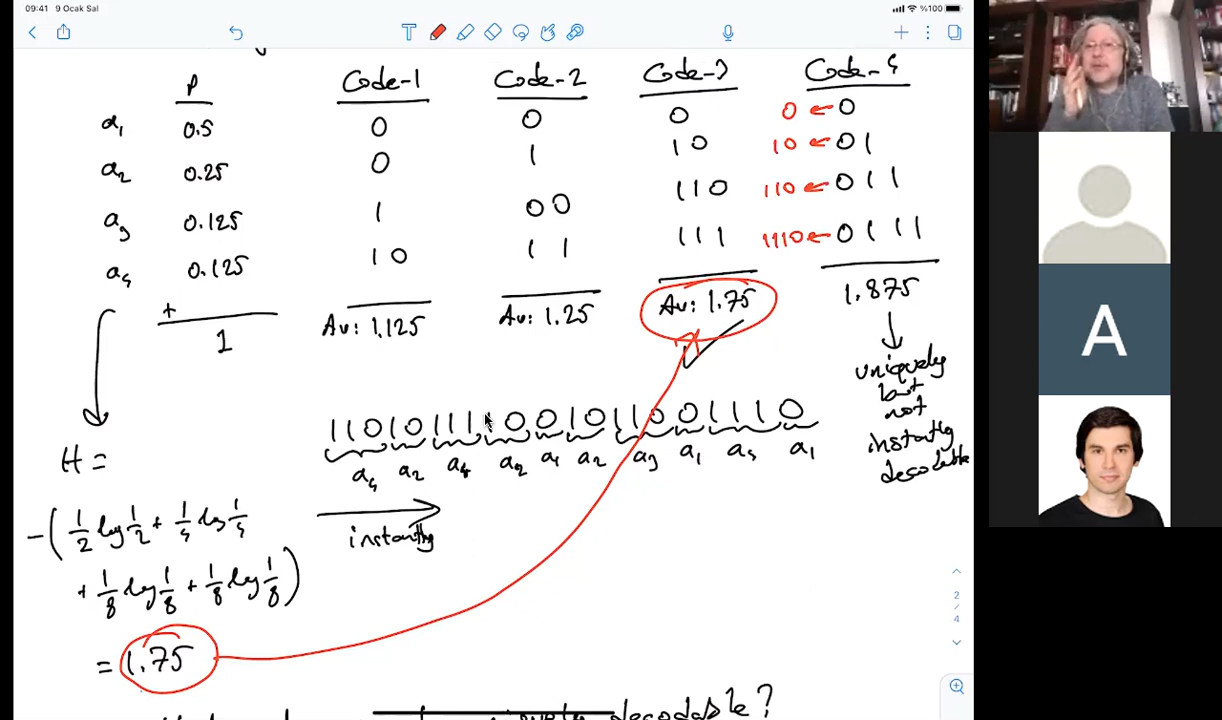 09:41 9 Ocak Sal
%100
P Code-1 Code-2 Code-3 Code-4
a1 0.5 0 0 0 0 ← 0
a2 0.25 0 1 10 10 ← 01
a3 0.125 1 00 110 110 ← 011
a4 0.125 10 11 111 1110 ← 0111
+ 1 Av: 1.125 Av: 1.25 Av: 1.75 1.875
uniquely
but
not
instantly
decodable
110101111001011001110
a3 a2 a4 a2 a1 a2 a3 a1 a4 a1
instantly
H =
-(1/2 log 1/2 + 1/4 log 1/4
+ 1/8 log 1/8 + 1/8 log 1/8)
= 1.75
decodable?
2
/
4
A